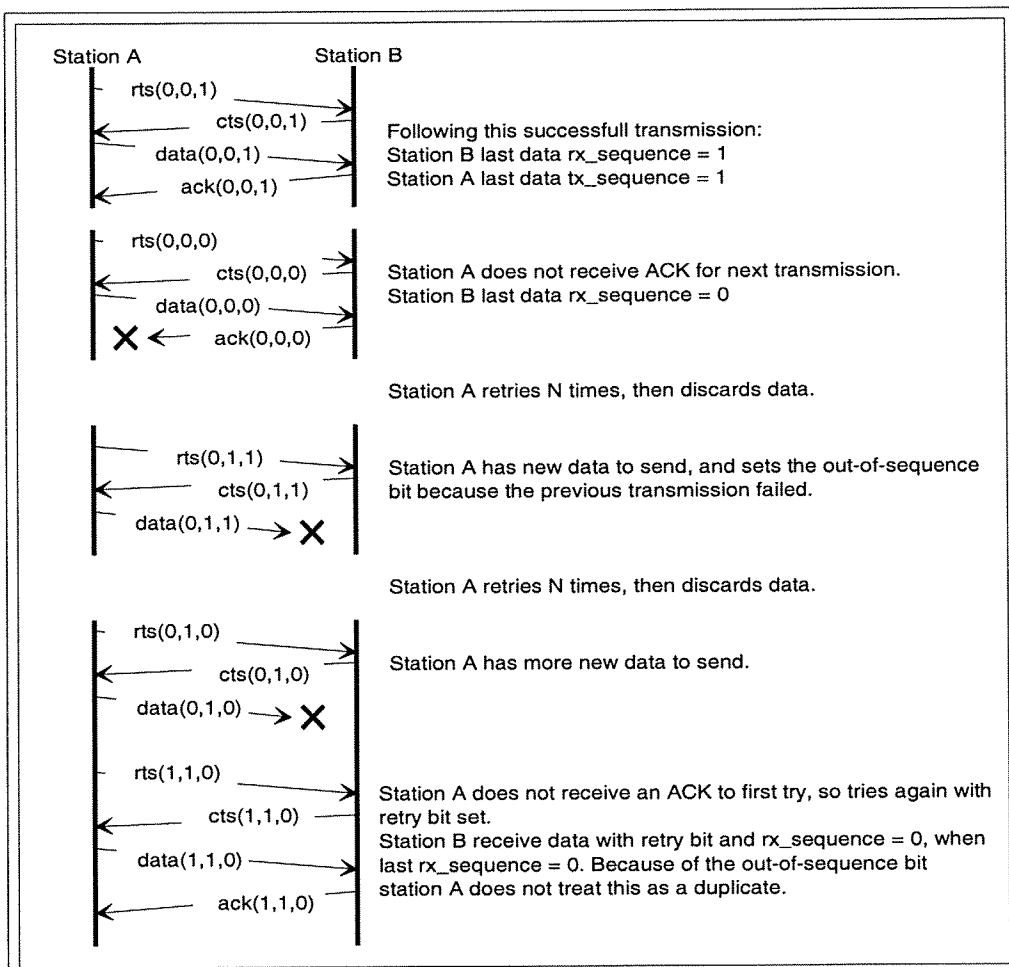 Station A
Station B
rts(0,0,1)
cts(0,0,1)
data(0,0,1)
ack(0,0,1)
Following this successfull transmission:
Station B last data rx_sequence = 1
Station A last data tx_sequence = 1
rts(0,0,0)
cts(0,0,0)
data(0,0,0)
ack(0,0,0)
Station A does not receive ACK for next transmission.
Station B last data rx_sequence = 0
Station A retries N times, then discards data.
rts(0,1,1)
cts(0,1,1)
data(0,1,1)
Station A has new data to send, and sets the out-of-sequence
bit because the previous transmission failed.
Station A retries N times, then discards data.
rts(0,1,0)
cts(0,1,0)
data(0,1,0)
Station A has more new data to send.
rts(1,1,0)
cts(1,1,0)
data(1,1,0)
ack(1,1,0)
Station A does not receive an ACK to first try, so tries again with
retry bit set.
Station B receive data with retry bit and rx_sequence = 0, when
last rx_sequence = 0. Because of the out-of-sequence bit
station A does not treat this as a duplicate.